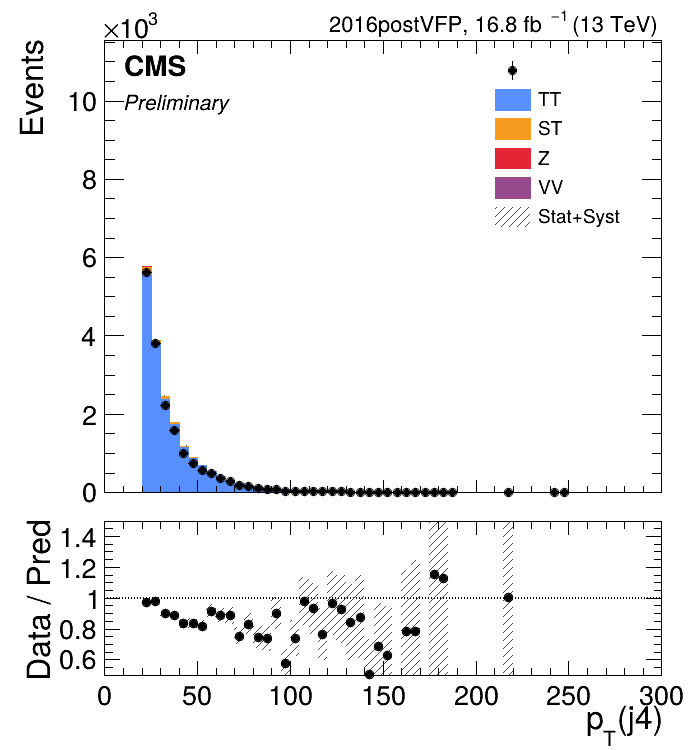 ×10³
2016postVFP, 16.8 fb ⁻¹ (13 TeV)
CMS
Preliminary
Events
TT
ST
Z
VV
Stat+Syst
10
8
6
4
2
0
Data / Pred
1.4
1.2
1
0.8
0.6
0 50 100 150 200 250 300
p_T(j4)